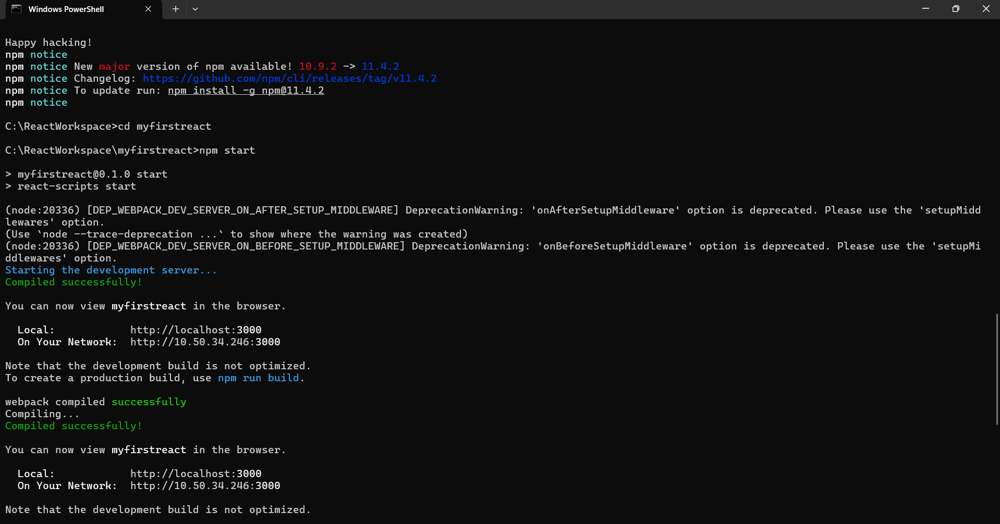 Windows PowerShell
Happy hacking!
npm notice
npm notice New major version of npm available! 10.9.2 -> 11.4.2
npm notice Changelog: https://github.com/npm/cli/releases/tag/v11.4.2
npm notice To update run: npm install -g npm@11.4.2
npm notice
C:\ReactWorkspace>cd myfirstreact
C:\ReactWorkspace\myfirstreact>npm start
> myfirstreact@0.1.0 start
> react-scripts start
(node:20336) [DEP_WEBPACK_DEV_SERVER_ON_AFTER_SETUP_MIDDLEWARE] DeprecationWarning: 'onAfterSetupMiddleware' option is deprecated. Please use the 'setupMidd
lewares' option.
(Use `node --trace-deprecation ...` to show where the warning was created)
(node:20336) [DEP_WEBPACK_DEV_SERVER_ON_BEFORE_SETUP_MIDDLEWARE] DeprecationWarning: 'onBeforeSetupMiddleware' option is deprecated. Please use the 'setupMi
ddlewares' option.
Starting the development server...
Compiled successfully!
You can now view myfirstreact in the browser.
Local: http://localhost:3000
On Your Network: http://10.50.34.246:3000
Note that the development build is not optimized.
To create a production build, use npm run build.
webpack compiled successfully
Compiling...
Compiled successfully!
You can now view myfirstreact in the browser.
Local: http://localhost:3000
On Your Network: http://10.50.34.246:3000
Note that the development build is not optimized.